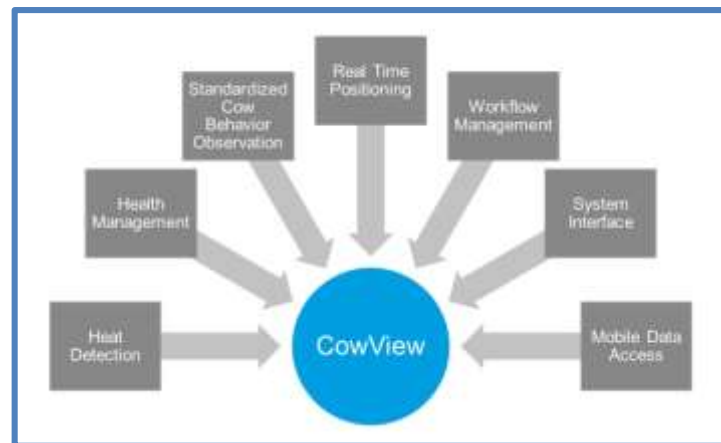 Real Time
Positioning
Standardized
Cow
Behavior
Observation
Workflow
Management
Health
Management
System
Interface
Heat
Detection
CowView
Mobile Data
Access